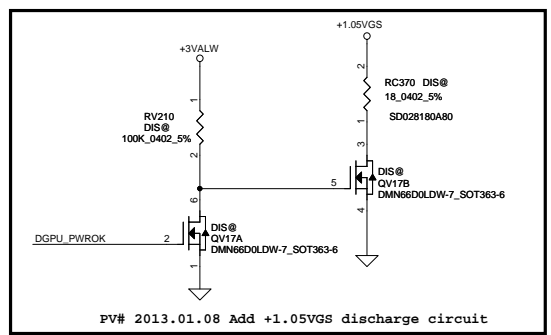 +1.05VGS
+3VALW
2
RC370 DIS@
18_0402_5%
1
SD028180A80
1
RV210
DIS@
100K_0402_5%
2
3
DIS@
QV17B
DMN66D0LDW-7_SOT363-6
5
4
6
DIS@
QV17A
DMN66D0LDW-7_SOT363-6
DGPU_PWROK
2
1
PV# 2013.01.08 Add +1.05VGS discharge circuit